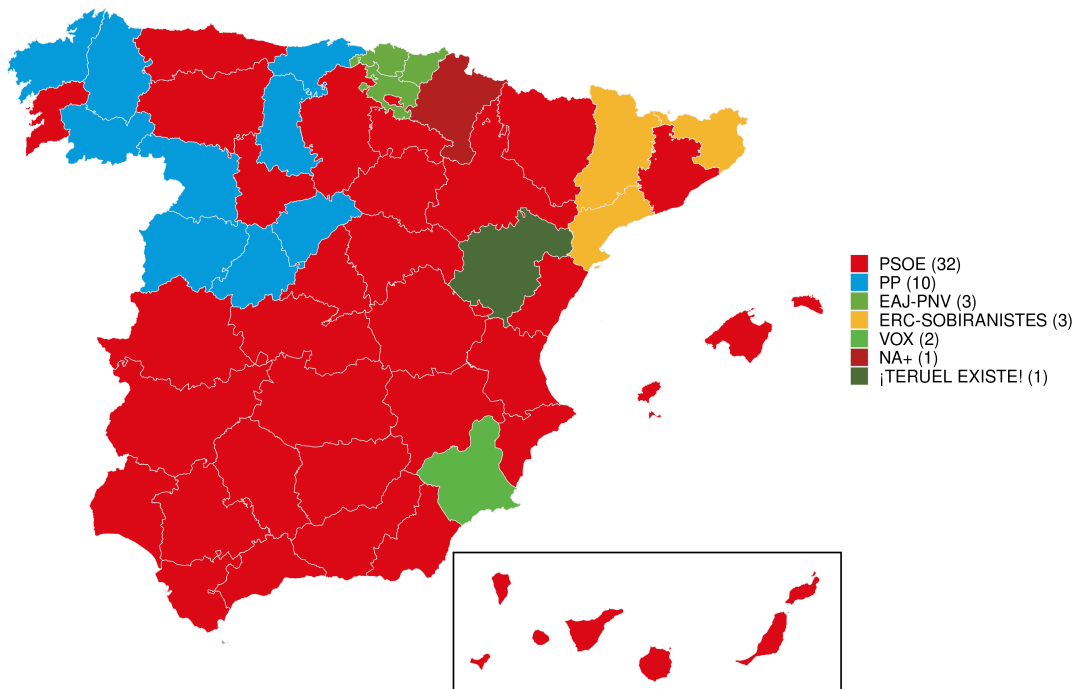 PSOE (32)
PP (10)
EAJ-PNV (3)
ERC-SOBIRANISTES (3)
VOX (2)
NA+ (1)
¡TERUEL EXISTE! (1)